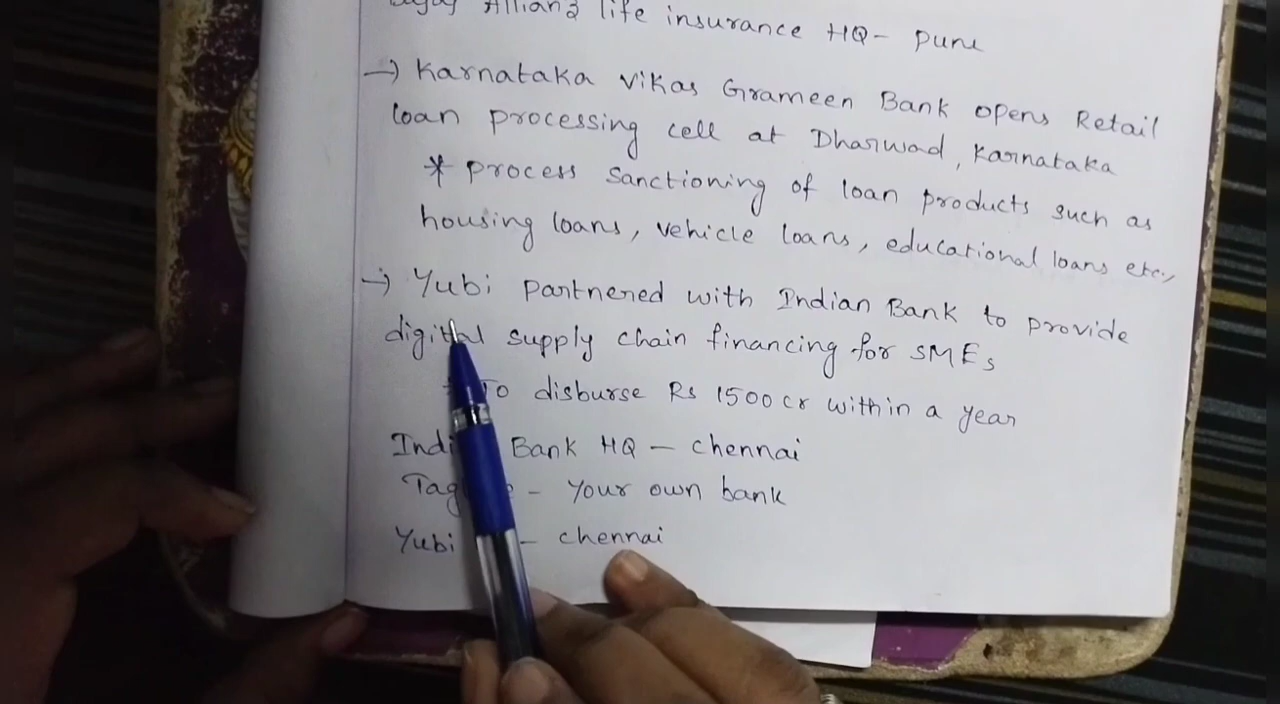 Allianz life insurance HQ - Pune
→ Karnataka Vikas Grameen Bank opens Retail
loan processing cell at Dharwad, Karnataka
* process sanctioning of loan products such as
housing loans, vehicle loans, educational loans etc.,
→ Yubi partnered with Indian Bank to provide
digital supply chain financing for SMEs
To disburse Rs 1500 cr within a year
Bank HQ - Chennai
- Your own bank
Yubi - chennai